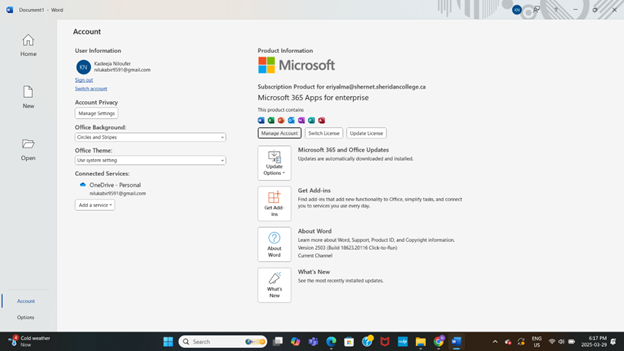 Document1 - Word
KN
Account
Home
New
Open
Account
Options
User Information
KN
Kadeeja Niloufer
nilukabir9591@gmail.com
Sign out
Switch account
Account Privacy
Manage Settings
Office Background:
Circles and Stripes
Office Theme:
Use system setting
Connected Services:
OneDrive - Personal
nilukabir9591@gmail.com
Add a service
Product Information
Microsoft
Subscription Product for eriyalma@shernet.sheridancollege.ca
Microsoft 365 Apps for enterprise
This product contains
Manage Account
Switch License
Update License
Update
Options
Microsoft 365 and Office Updates
Updates are automatically downloaded and installed.
Get Add-
ins
Get Add-ins
Find add-ins that add new functionality to Office, simplify tasks, and connect
you to services you use every day.
About
Word
About Word
Learn more about Word, Support, Product ID, and Copyright information.
Version 2503 (Build 18623.20116 Click-to-Run)
Current Channel
What's
New
What's New
See the most recently installed updates.
Cold weather
Now
Search
ENG
US
6:17 PM
2025-03-29